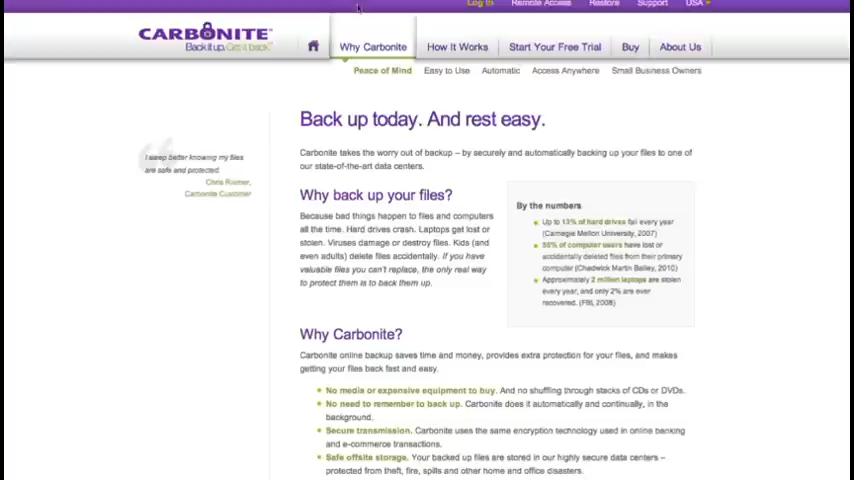 Log In Remote Access Restore Support USA
CARBONITE
Back it up. Get it back.
Why Carbonite How It Works Start Your Free Trial Buy About Us
Peace of Mind Easy to Use Automatic Access Anywhere Small Business Owners
Back up today. And rest easy.
I sleep better knowing my files
are safe and protected.
Carbonite Customer
Carbonite takes the worry out of backup – by securely and automatically backing up your files to one of
our state-of-the-art data centers.
Why back up your files?
Because bad things happen to files and computers
all the time. Hard drives crash. Laptops get lost or
stolen. Viruses damage or destroy files. Kids (and
even adults) delete files accidentally. If you have
valuable files you can't replace, the only real way
to protect them is to back them up.
By the numbers
Up to 13% of hard drives fail every year
(Carnegie Mellon University, 2007)
of computer users have lost or
accidentally deleted files from their primary
computer (Chadwick Martin Bailey, 2010)
Approximately 2 million laptops are stolen
every year, and only 2% are ever
recovered. (FBI, 2008)
Why Carbonite?
Carbonite online backup saves time and money, provides extra protection for your files, and makes
getting your files back fast and easy.
No media or expensive equipment to buy. And no shuffling through stacks of CDs or DVDs.
No need to remember to back up. Carbonite does it automatically and continually, in the
background.
Secure transmission. Carbonite uses the same encryption technology used in online banking
and e-commerce transactions.
Safe offsite storage. Your backed up files are stored in our highly secure data centers –
protected from theft, fire, spills and other home and office disasters.